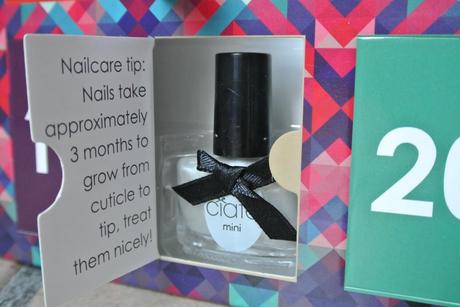 Nailcare tip:
Nails take
approximately
3 months to
grow from
cuticle to
tip, treat
them nicely!
ciaté
mini
20